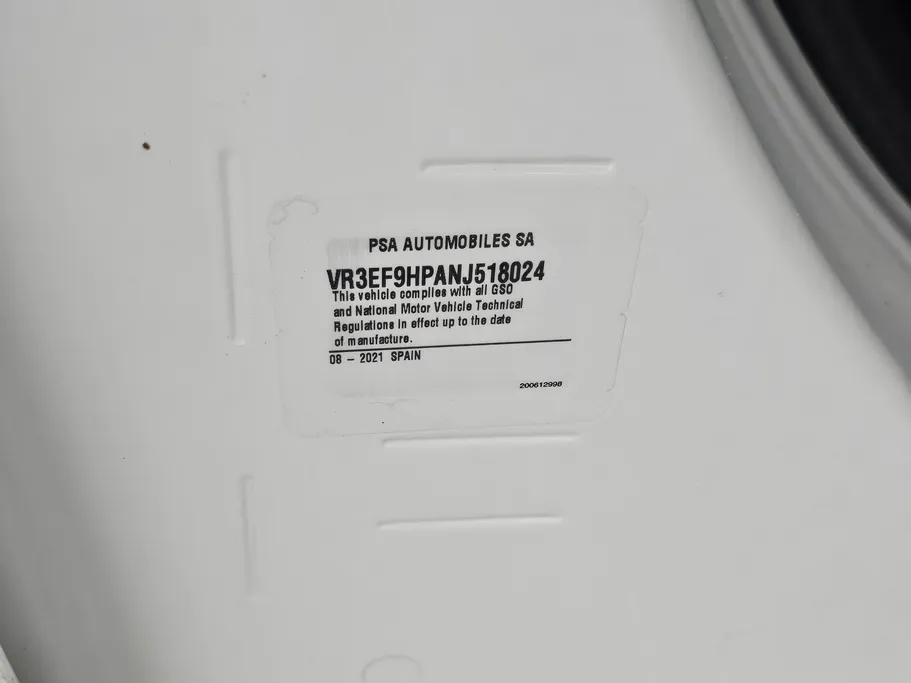 PSA AUTOMOBILES SA
VR3EF9HPANJ518024
This vehicle complies with all GSO
and National Motor Vehicle Technical
Regulations in effect up to the date
of manufacture.
08 - 2021 SPAIN
200612998